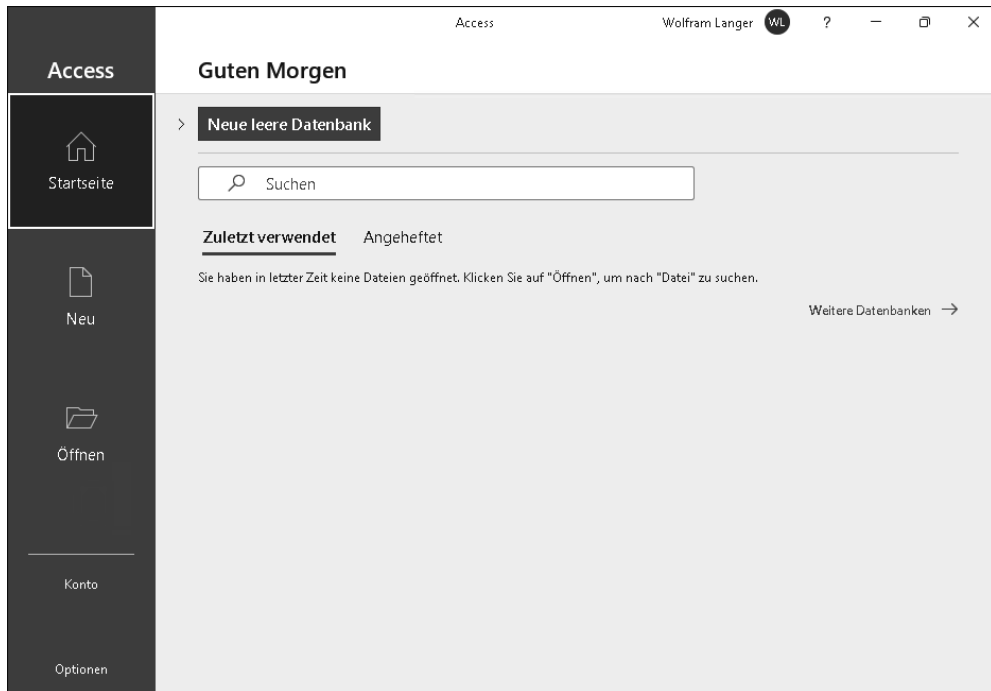 Access
Wolfram Langer WL ?
Access
Guten Morgen
Neue leere Datenbank
Startseite
Suchen
Zuletzt verwendet Angeheftet
Sie haben in letzter Zeit keine Dateien geöffnet. Klicken Sie auf "Öffnen", um nach "Datei" zu suchen.
Weitere Datenbanken →
Neu
Öffnen
Konto
Optionen